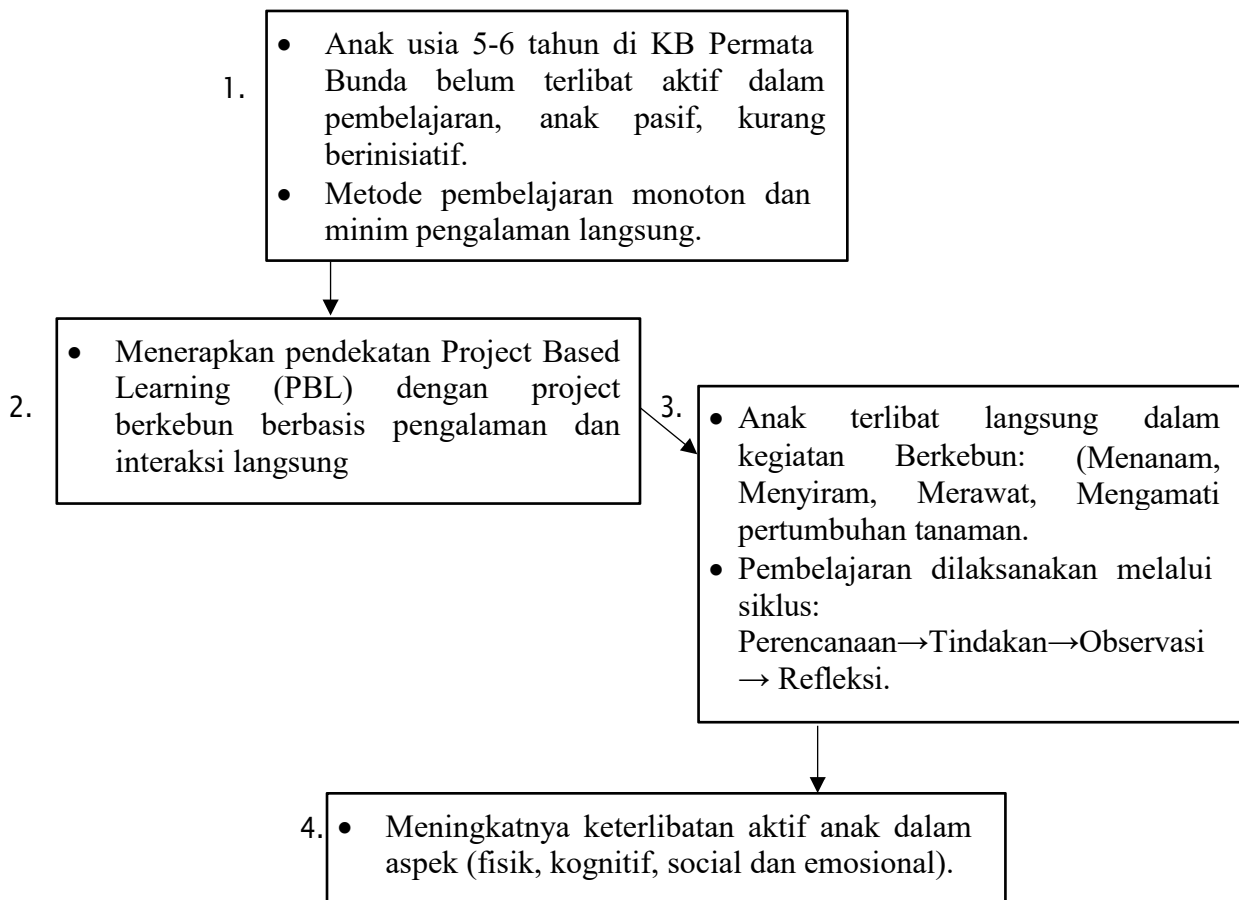 1.
• Anak usia 5-6 tahun di KB Permata
Bunda belum terlibat aktif dalam
pembelajaran, anak pasif, kurang
berinisiatif.
• Metode pembelajaran monoton dan
minim pengalaman langsung.
2.
• Menerapkan pendekatan Project Based
Learning (PBL) dengan project
berkebun berbasis pengalaman dan
interaksi langsung
3.
• Anak terlibat langsung dalam
kegiatan Berkebun: (Menanam,
Menyiram, Merawat, Mengamati
pertumbuhan tanaman.
• Pembelajaran dilaksanakan melalui
siklus:
Perencanaan→Tindakan→Observasi
→ Refleksi.
4.
• Meningkatnya keterlibatan aktif anak dalam
aspek (fisik, kognitif, social dan emosional).